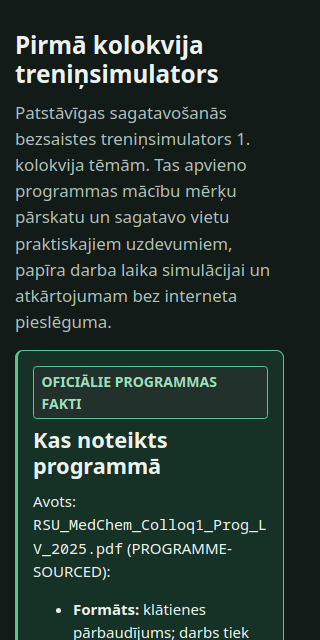 Pirmā kolokvija
treniņsimulators
Patstāvīgas sagatavošanās
bezsaistes treniņsimulators 1.
kolokvija tēmām. Tas apvieno
programmas mācību mērķu
pārskatu un sagatavo vietu
praktiskajiem uzdevumiem,
papīra darba laika simulācijai un
atkārtojumam bez interneta
pieslēguma.
OFICIĀLIE PROGRAMMAS
FAKTI
Kas noteikts
programmā
Avots:
RSU_MedChem_Colloq1_Prog_L
V_2025.pdf (PROGRAMME-
SOURCED):
• Formāts: klātienes
pārbaudījums; darbs tiek